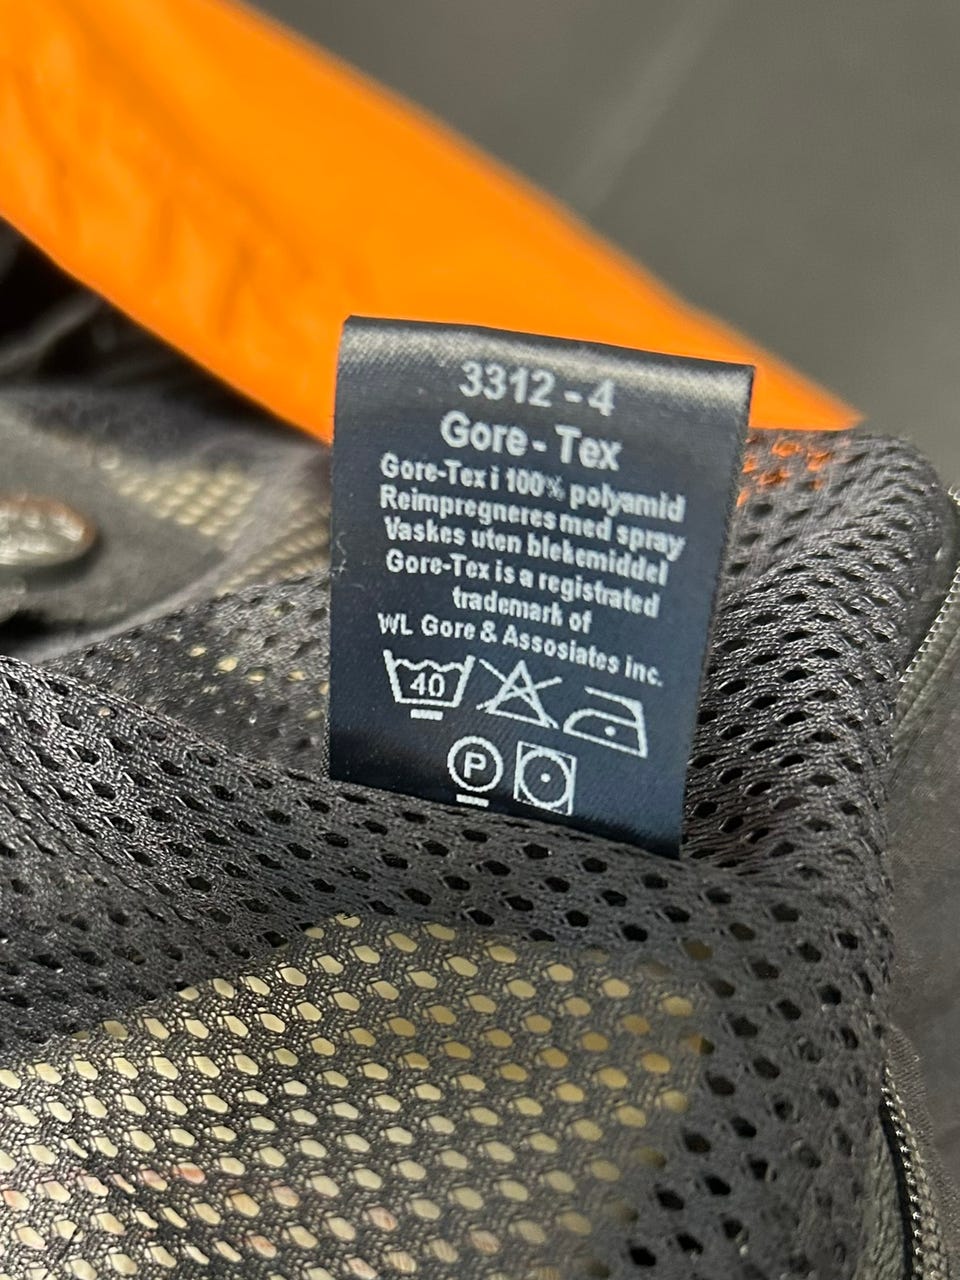 3312 - 4
Gore - Tex
Gore-Tex i 100% polyamid
Reimpregneres med spray
Vaskes uten blekemiddel
Gore-Tex is a registrated
trademark of
WL Gore & Assosiates inc.
40
P